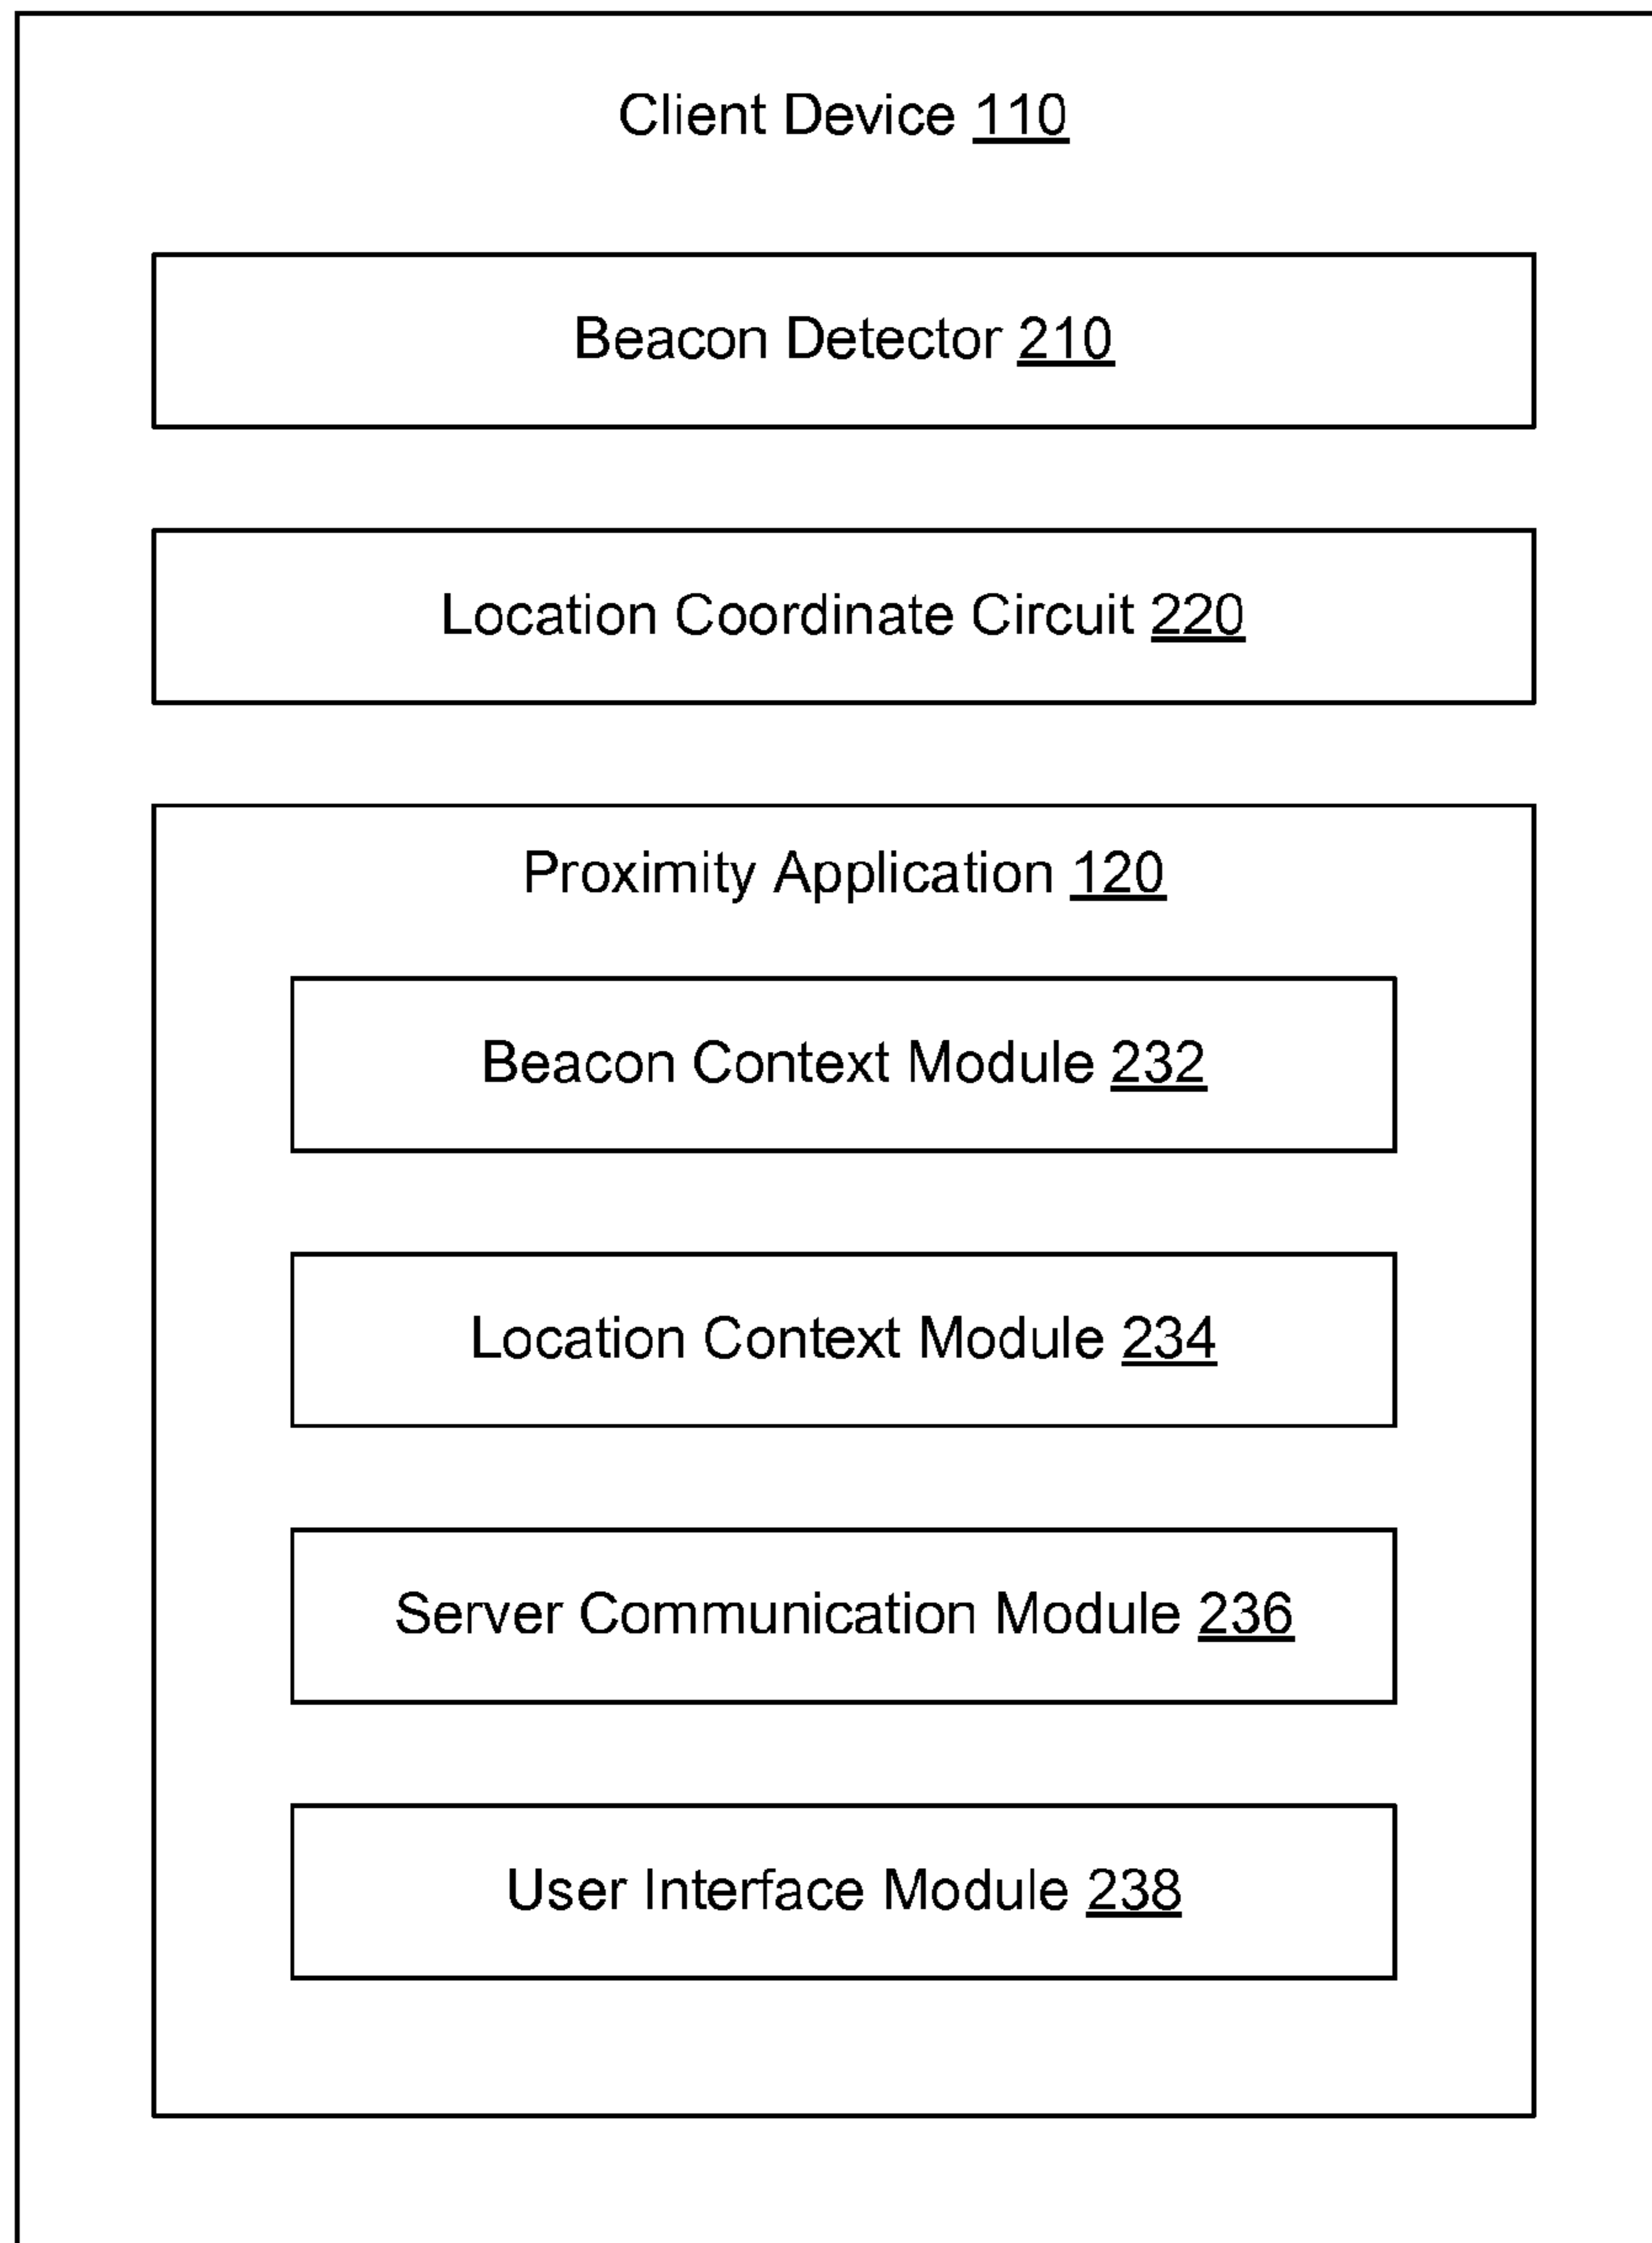 Client Device 110
Beacon Detector 210
Location Coordinate Circuit 220
Proximity Application 120
Beacon Context Module 232
Location Context Module 234
Server Communication Module 236
User Interface Module 238